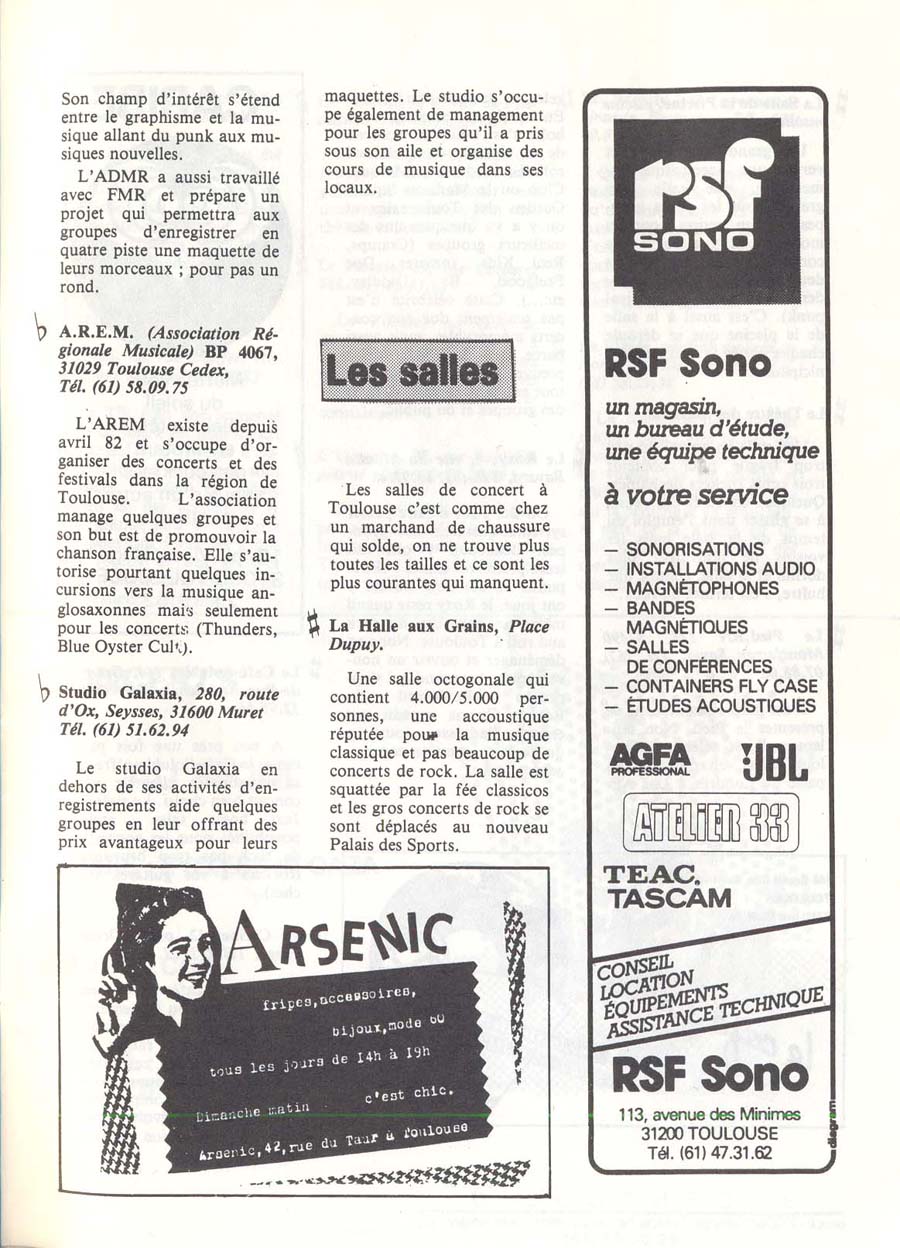 Son champ d'intérêt s'étend
entre le graphisme et la mu-
sique allant du punk aux mu-
siques nouvelles.
L'ADMR a aussi travaillé
avec FMR et prépare un
projet qui permettra aux
groupes d'enregistrer en
quatre piste une maquette de
leurs morceaux ; pour pas un
rond.
♭ A.R.E.M. (Association Ré-
gionale Musicale) BP 4067,
31029 Toulouse Cedex,
Tél. (61) 58.09.75
L'AREM existe depuis
avril 82 et s'occupe d'or-
ganiser des concerts et des
festivals dans la région de
Toulouse. L'association
manage quelques groupes et
son but est de promouvoir la
chanson française. Elle s'au-
torise pourtant quelques in-
cursions vers la musique an-
glosaxonnes mais seulement
pour les concerts (Thunders,
Blue Oyster Cult.).
♭ Studio Galaxia, 280, route
d'Ox, Seysses, 31600 Muret
Tél. (61) 51.62.94
Le studio Galaxia en
dehors de ses activités d'en-
registrements aide quelques
groupes en leur offrant des
prix avantageux pour leurs
maquettes. Le studio s'occu-
pe également de management
pour les groupes qu'il a pris
sous son aile et organise des
cours de musique dans ses
locaux.
Les salles
Les salles de concert à
Toulouse c'est comme chez
un marchand de chaussure
qui solde, on ne trouve plus
toutes les tailles et ce sont les
plus courantes qui manquent.
♯ La Halle aux Grains, Place
Dupuy.
Une salle octogonale qui
contient 4.000/5.000 per-
sonnes, une accoustique
réputée pour la musique
classique et pas beaucoup de
concerts de rock. La salle est
squattée par la fée classicos
et les gros concerts de rock se
sont déplacés au nouveau
Palais des Sports.
ARSENIC
fripes,accessoires,
bijoux,mode 60
tous les jours de 14h à 19h
Dimanche matin c'est chic.
Arsenic,42,rue du Taur à Toulouse
rsf
SONO
RSF Sono
un magasin,
un bureau d'étude,
une équipe technique
à votre service
— SONORISATIONS
— INSTALLATIONS AUDIO
— MAGNÉTOPHONES
— BANDES
MAGNÉTIQUES
— SALLES
DE CONFÉRENCES
— CONTAINERS FLY CASE
— ÉTUDES ACOUSTIQUES
AGFA JBL
PROFESSIONAL
ATELIER 33
TEAC.
TASCAM
CONSEIL
LOCATION
ÉQUIPEMENTS
ASSISTANCE TECHNIQUE
RSF Sono
113, avenue des Minimes
31200 TOULOUSE
Tél. (61) 47.31.62
diagram